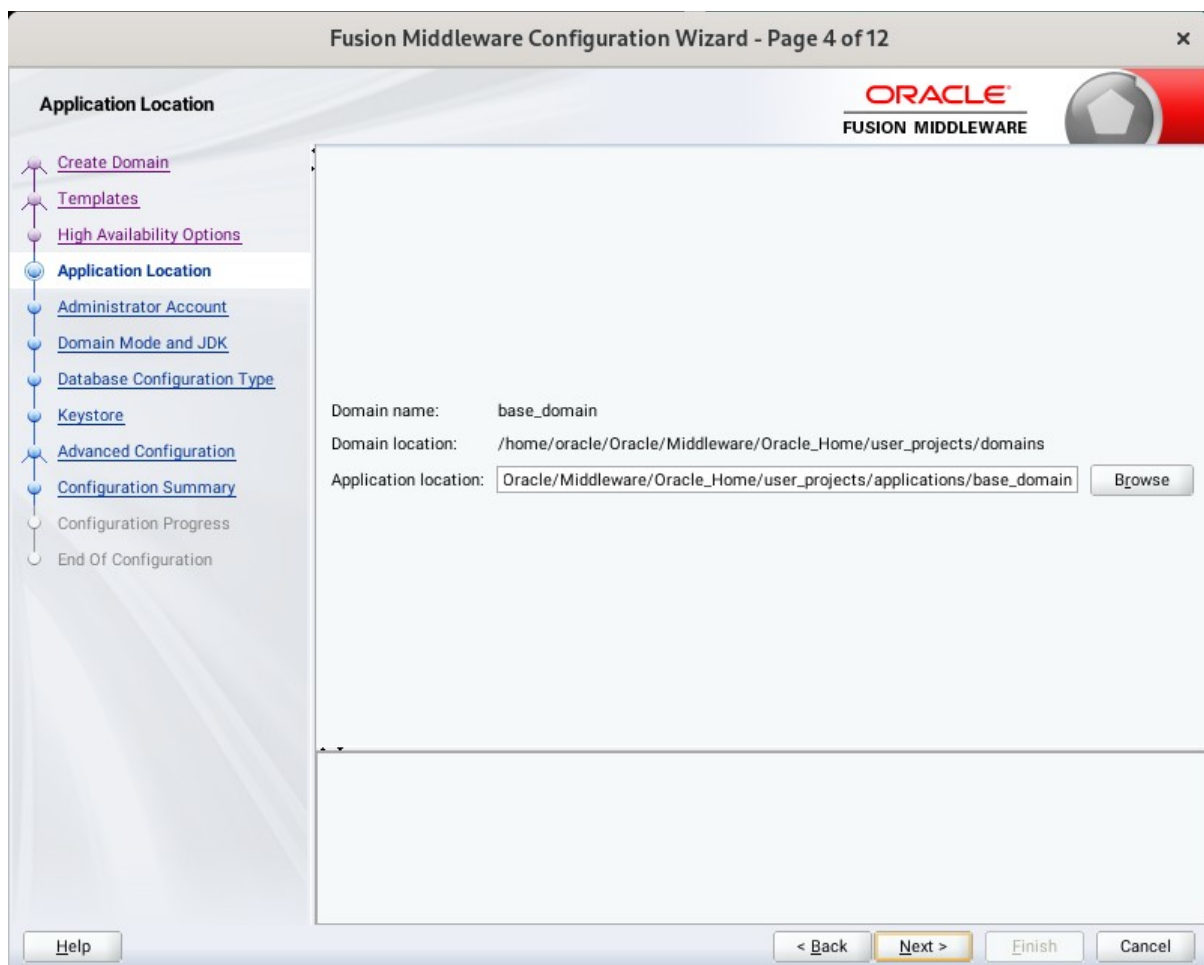 Fusion Middleware Configuration Wizard - Page 4 of 12
Application Location
ORACLE
FUSION MIDDLEWARE
Create Domain
Templates
High Availability Options
Application Location
Administrator Account
Domain Mode and JDK
Database Configuration Type
Keystore
Advanced Configuration
Configuration Summary
Configuration Progress
End Of Configuration
Domain name: base_domain
Domain location: /home/oracle/Oracle/Middleware/Oracle_Home/user_projects/domains
Application location: Oracle/Middleware/Oracle_Home/user_projects/applications/base_domain Browse
Help < Back Next > Finish Cancel